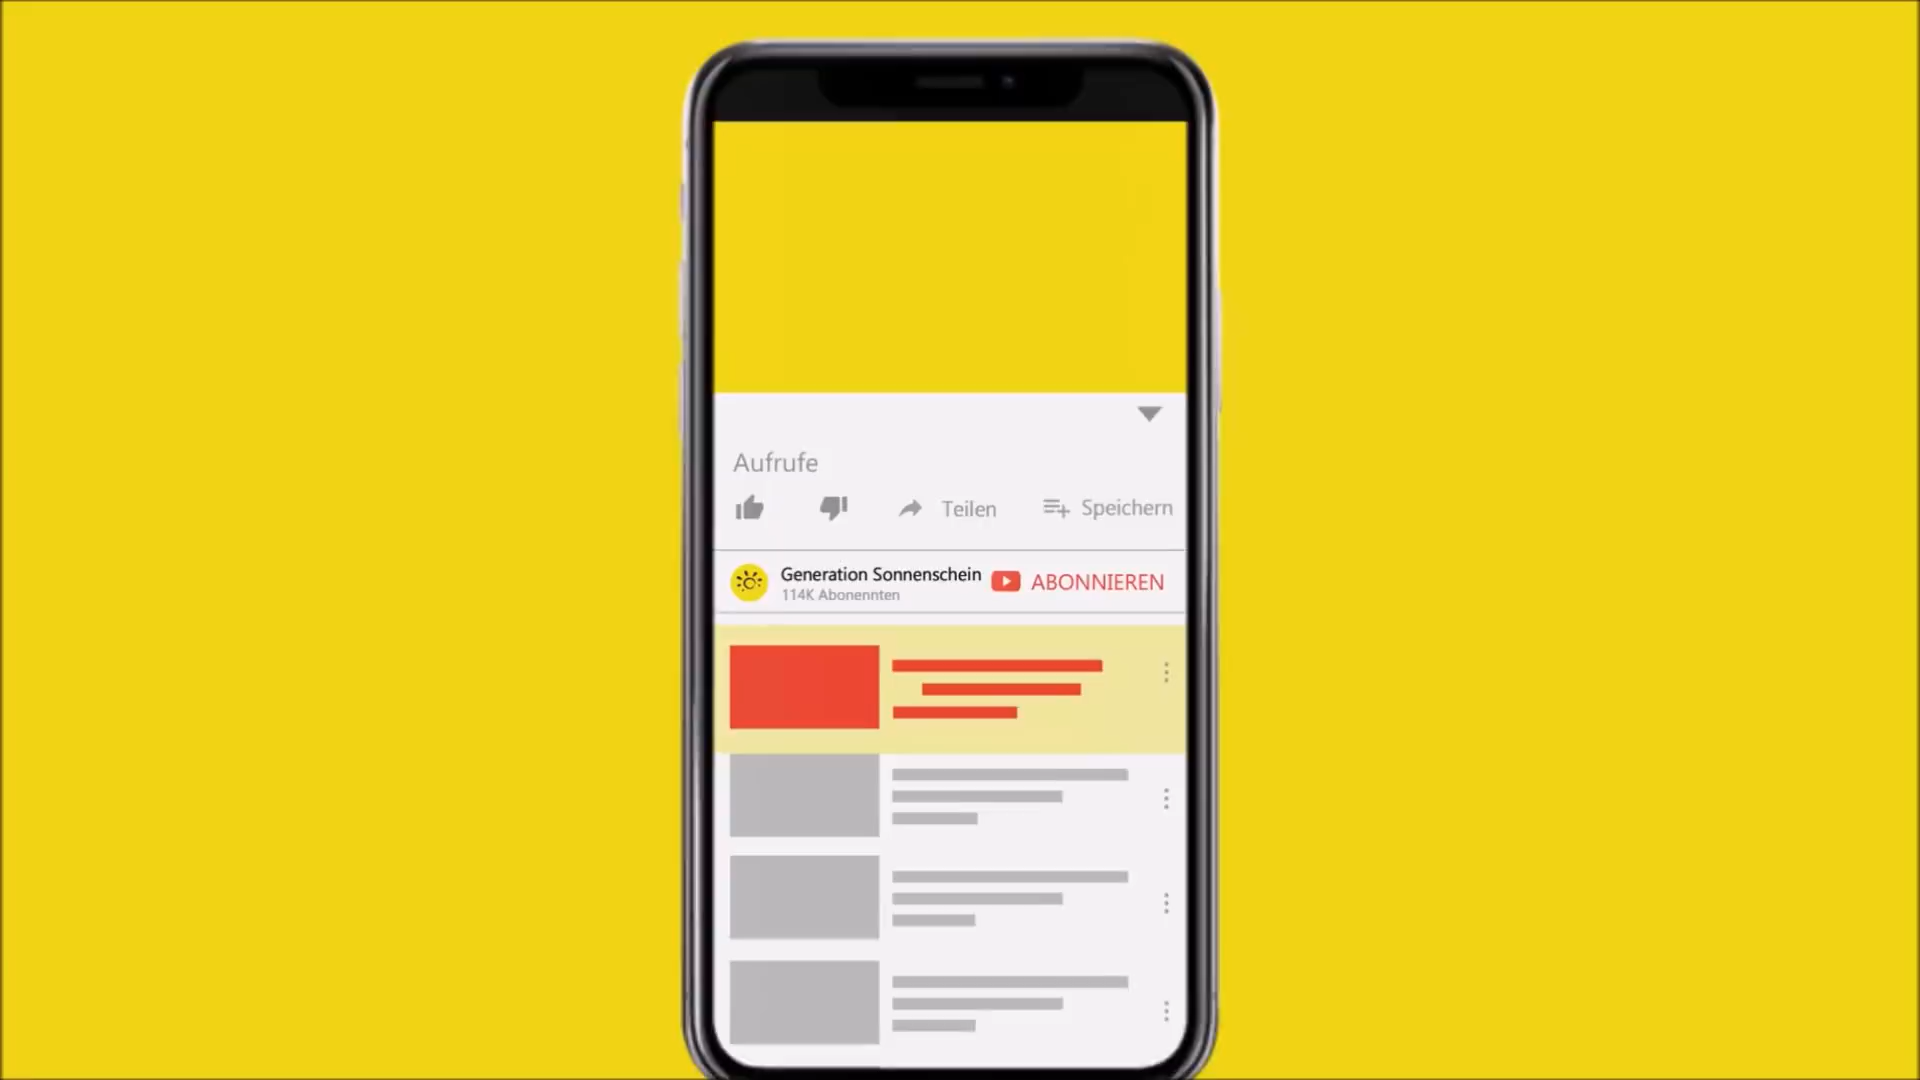 Aufrufe
Teilen
Speichern
Generation Sonnenschein
ABONNIEREN
114K Abonennten